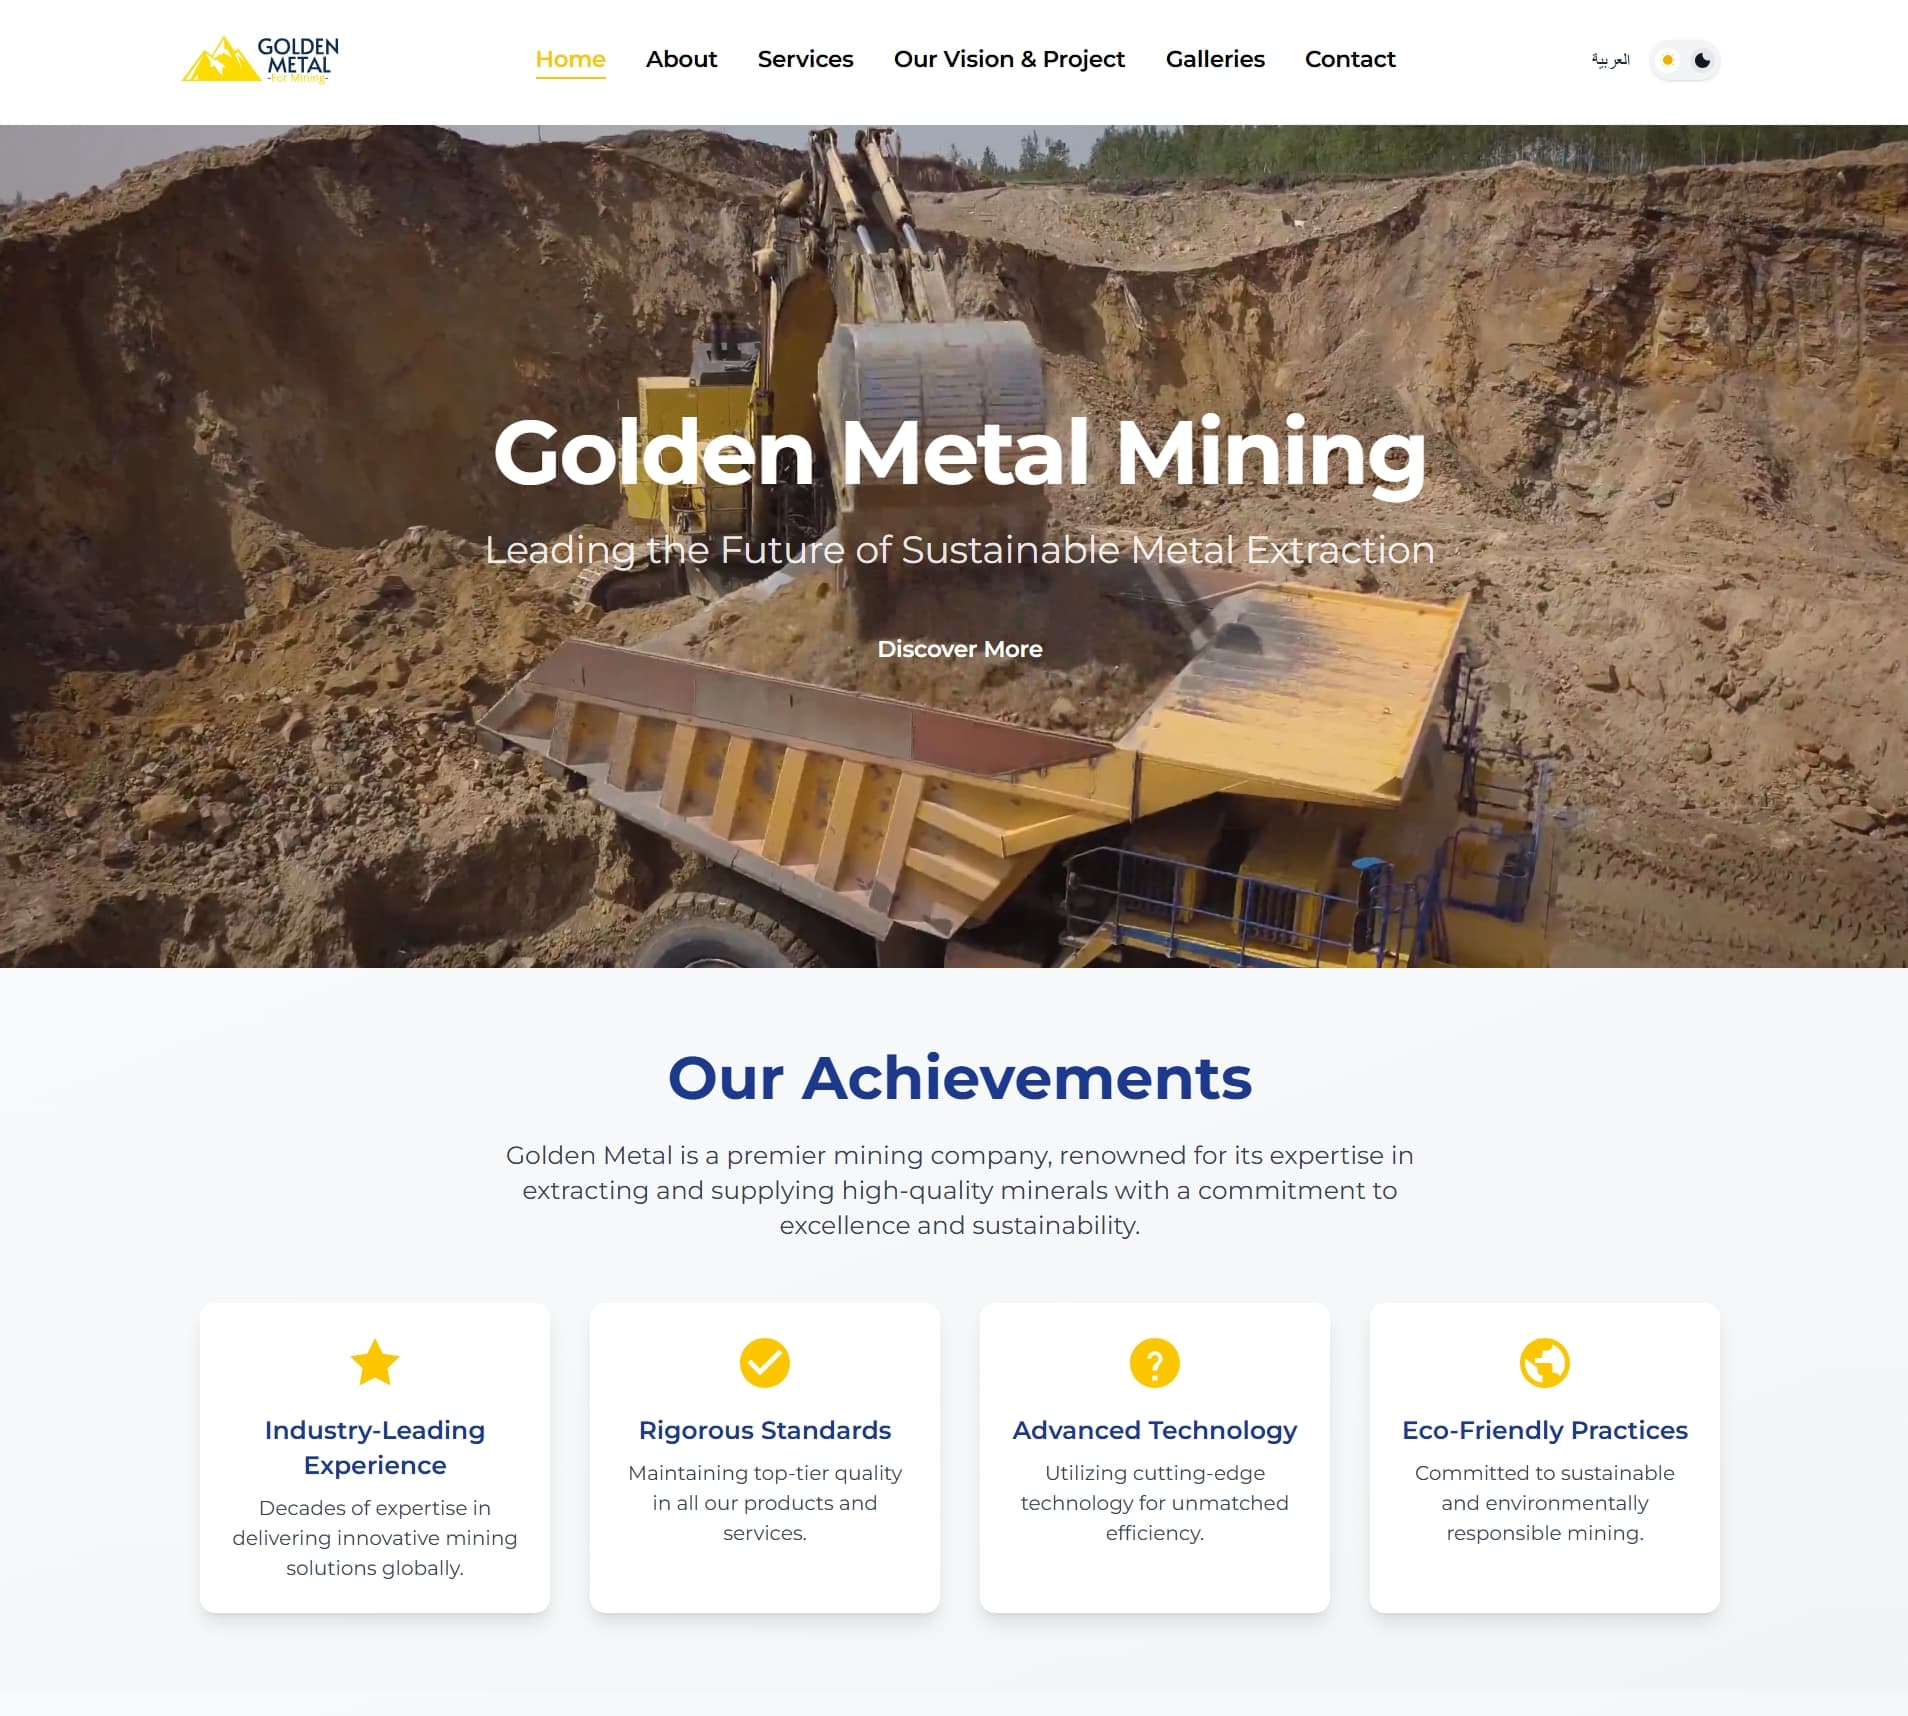 GOLDEN
METAL
-For Mining-
Home
About
Services
Our Vision & Project
Galleries
Contact
العربية
Golden Metal Mining
Leading the Future of Sustainable Metal Extraction
Discover More
Our Achievements
Golden Metal is a premier mining company, renowned for its expertise in
extracting and supplying high-quality minerals with a commitment to
excellence and sustainability.
Industry-Leading
Experience
Decades of expertise in
delivering innovative mining
solutions globally.
Rigorous Standards
Maintaining top-tier quality
in all our products and
services.
Advanced Technology
Utilizing cutting-edge
technology for unmatched
efficiency.
Eco-Friendly Practices
Committed to sustainable
and environmentally
responsible mining.